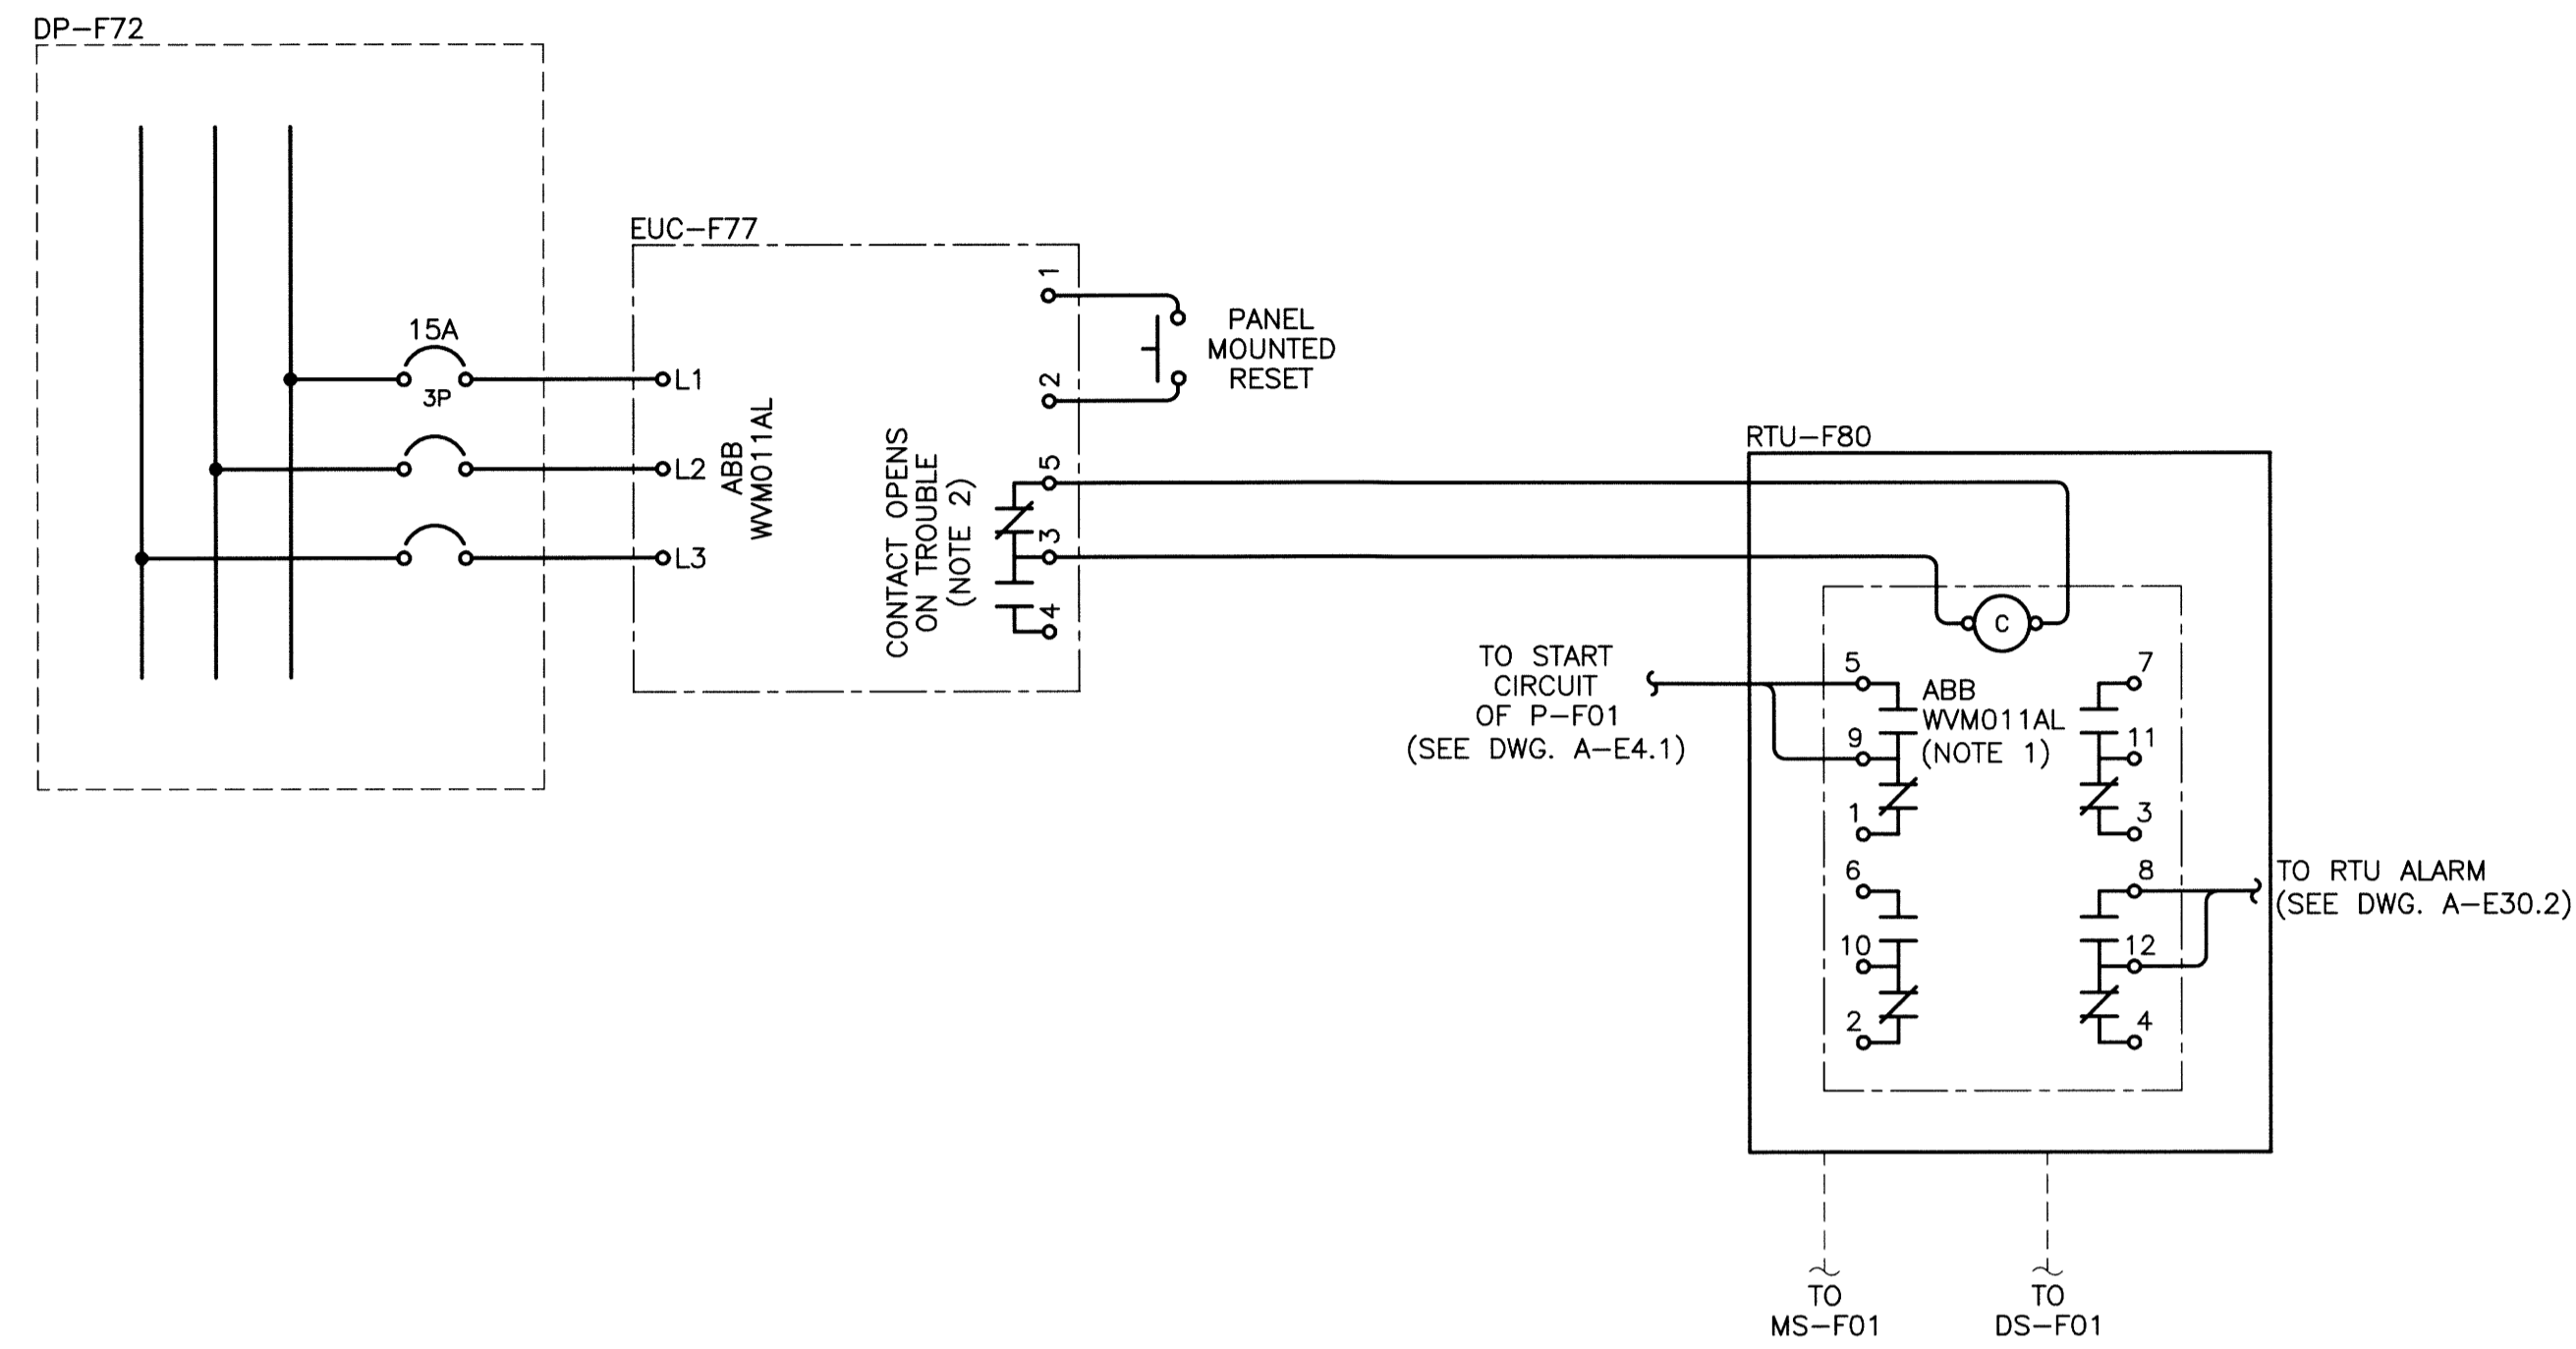 DP-F72
15A
3P
EUC-F77
L1
L2
L3
ABB
WVM011AL
CONTACT OPENS
ON TROUBLE
(NOTE 2)
1
2
5
3
4
PANEL
MOUNTED
RESET
RTU-F80
C
TO START
CIRCUIT
OF P-F01
(SEE DWG. A-E4.1)
5
9
1
6
10
2
ABB
WVM011AL
(NOTE 1)
7
11
3
8
12
4
TO RTU ALARM
(SEE DWG. A-E30.2)
TO
MS-F01
TO
DS-F01